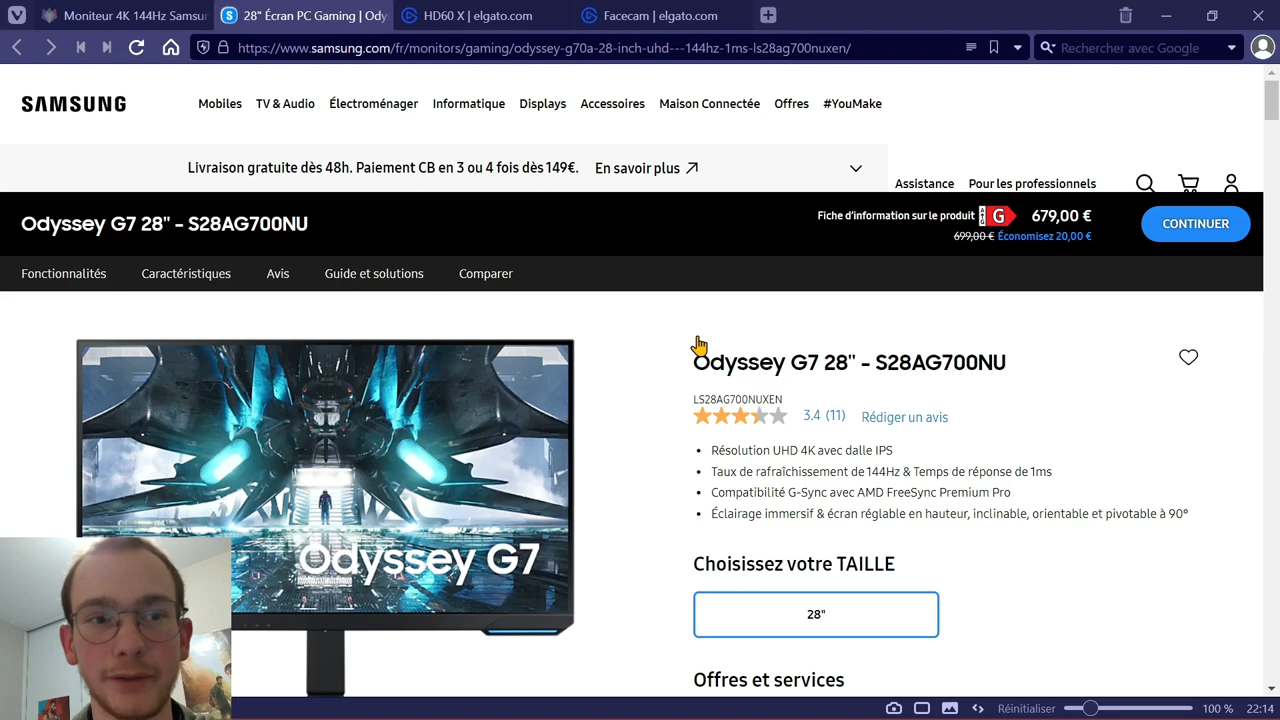 Moniteur 4K 144Hz Samsu
28" Écran PC Gaming | Ody
HD60 X | elgato.com
Facecam | elgato.com
https://www.samsung.com/fr/monitors/gaming/odyssey-g70a-28-inch-uhd---144hz-1ms-ls28ag700nuxen/
Rechercher avec Google
SAMSUNG
Mobiles
TV & Audio
Électroménager
Informatique
Displays
Accessoires
Maison Connectée
Offres
#YouMake
Livraison gratuite dès 48h. Paiement CB en 3 ou 4 fois dès 149€.
En savoir plus
Assistance
Pour les professionnels
Odyssey G7 28" - S28AG700NU
Fiche d'information sur le produit
G
679,00 €
699,00 € Économisez 20,00 €
CONTINUER
Fonctionnalités
Caractéristiques
Avis
Guide et solutions
Comparer
Odyssey G7
Odyssey G7 28" - S28AG700NU
LS28AG700NUXEN
3.4 (11)
Rédiger un avis
• Résolution UHD 4K avec dalle IPS
• Taux de rafraîchissement de 144Hz & Temps de réponse de 1ms
• Compatibilité G-Sync avec AMD FreeSync Premium Pro
• Éclairage immersif & écran réglable en hauteur, inclinable, orientable et pivotable à 90°
Choisissez votre TAILLE
28"
Offres et services
Réinitialiser
100 %
22:14